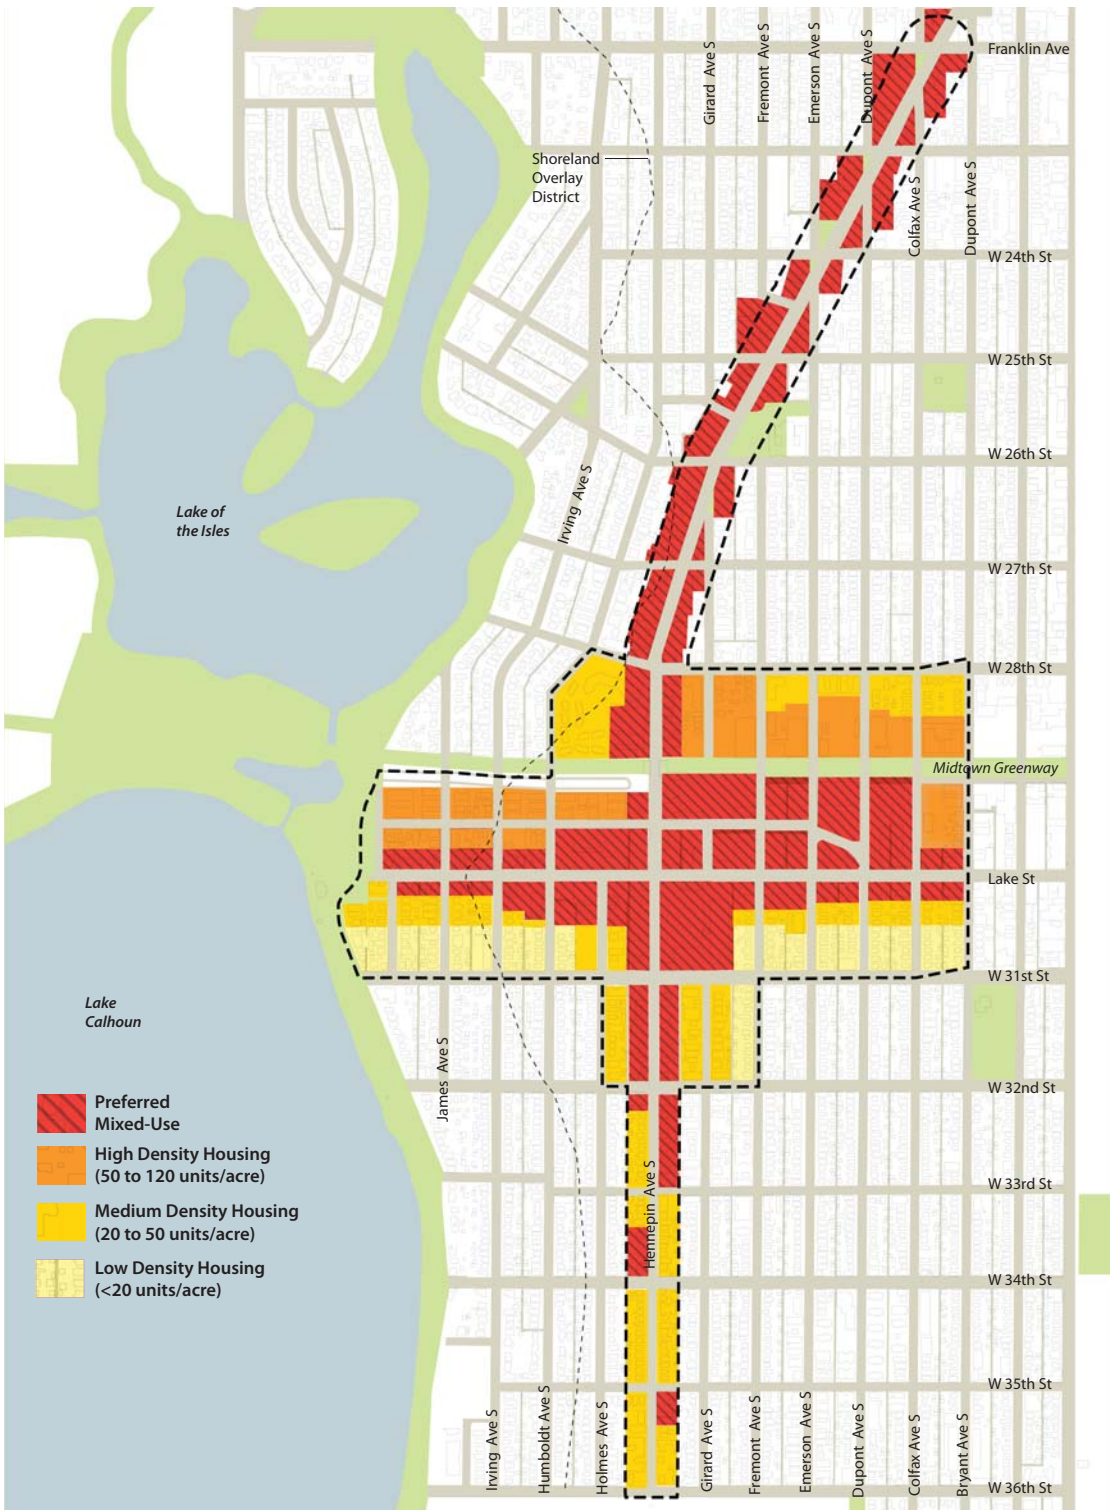 Franklin Ave
Girard Ave S
Fremont Ave S
Emerson Ave S
Dupont Ave S
Shoreland
Overlay
District
Colfax Ave S
Dupont Ave S
W 24th St
W 25th St
W 26th St
Irving Ave S
Lake of
the Isles
W 27th St
W 28th St
Midtown Greenway
Lake St
W 31st St
Lake
Calhoun
James Ave S
W 32nd St
Preferred
Mixed-Use
High Density Housing
(50 to 120 units/acre)
Medium Density Housing
(20 to 50 units/acre)
Low Density Housing
(<20 units/acre)
Hennepin Ave S
W 33rd St
W 34th St
W 35th St
Irving Ave S
Humboldt Ave S
Holmes Ave S
Girard Ave S
Fremont Ave S
Emerson Ave S
Dupont Ave S
Colfax Ave S
Bryant Ave S
W 36th St